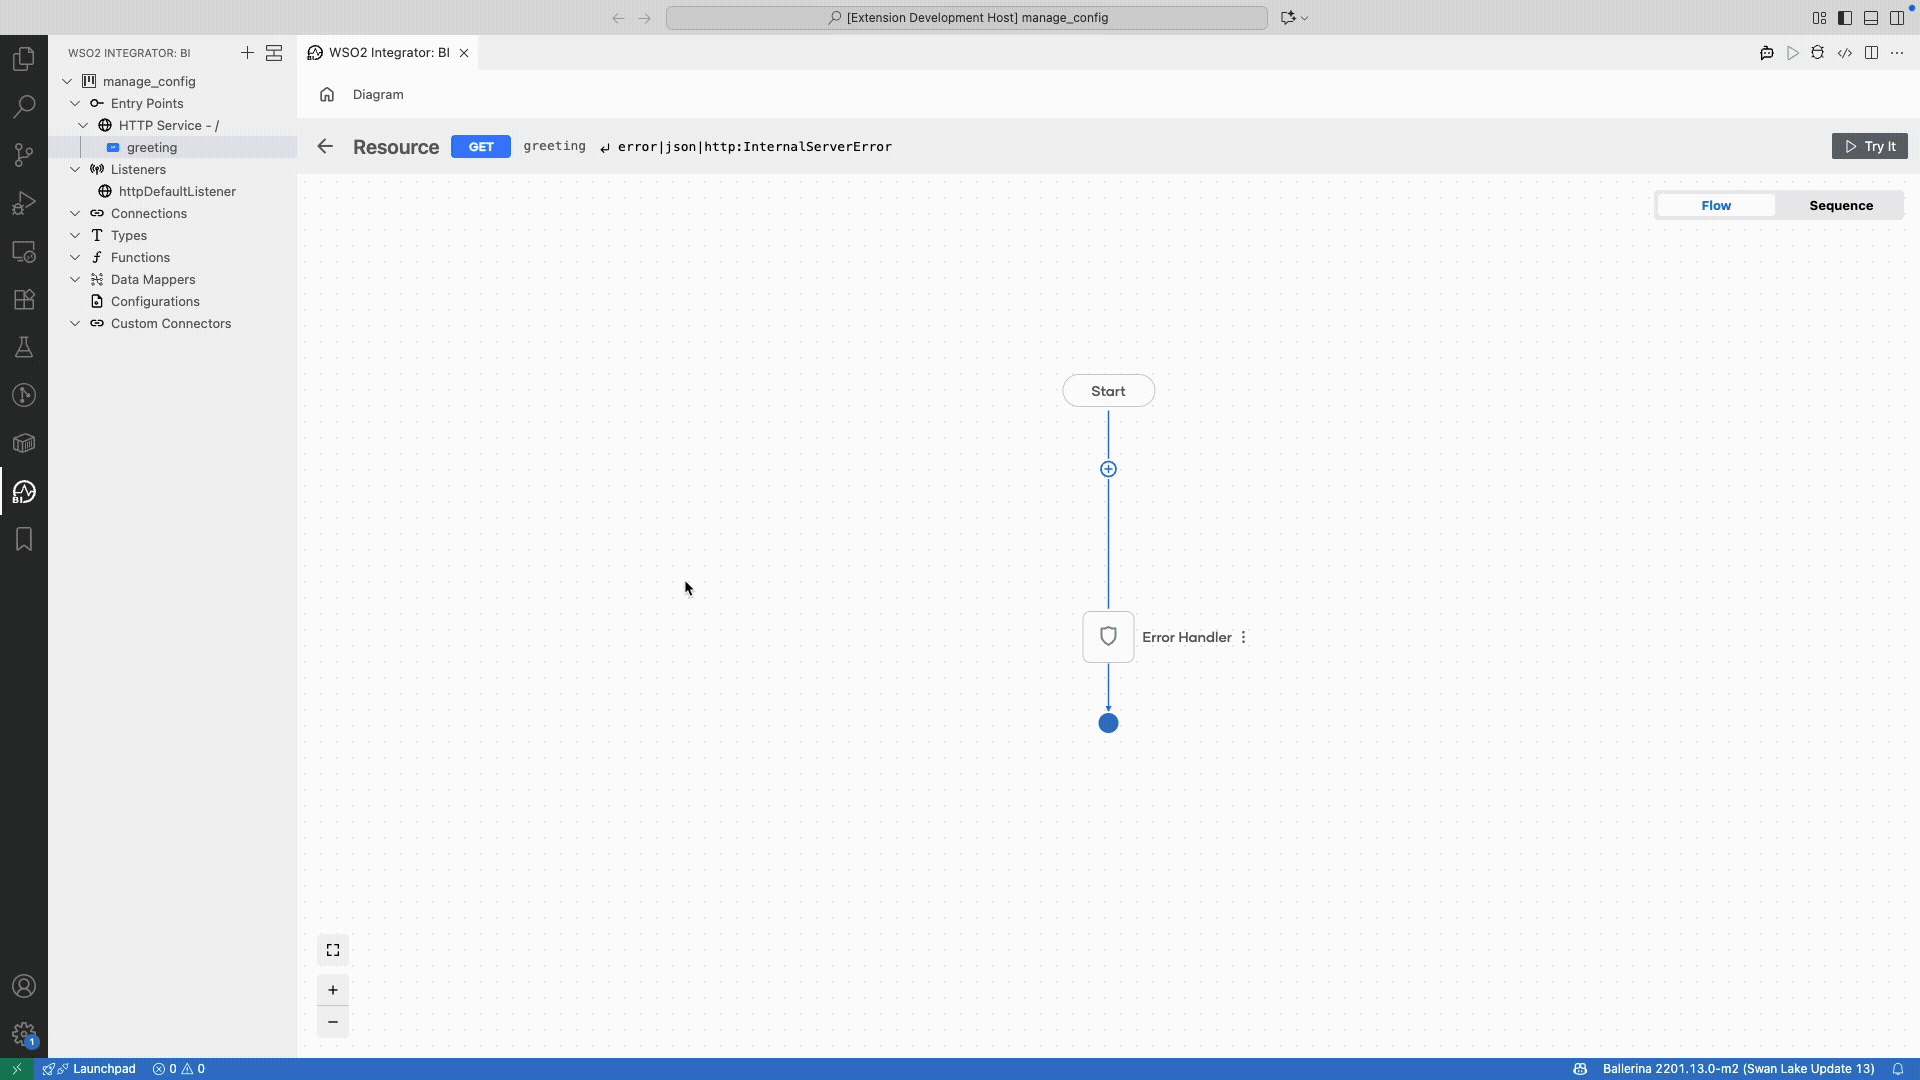 [Extension Development Host] manage_config
WSO2 INTEGRATOR: BI
WSO2 Integrator: BI
manage_config
Entry Points
HTTP Service - /
greeting
Listeners
httpDefaultListener
Connections
Types
Functions
Data Mappers
Configurations
Custom Connectors
Diagram
Resource GET greeting error|json|http:InternalServerError
Try It
Flow
Sequence
Start
Error Handler
BI
1
Launchpad 0 0
Ballerina 2201.13.0-m2 (Swan Lake Update 13)